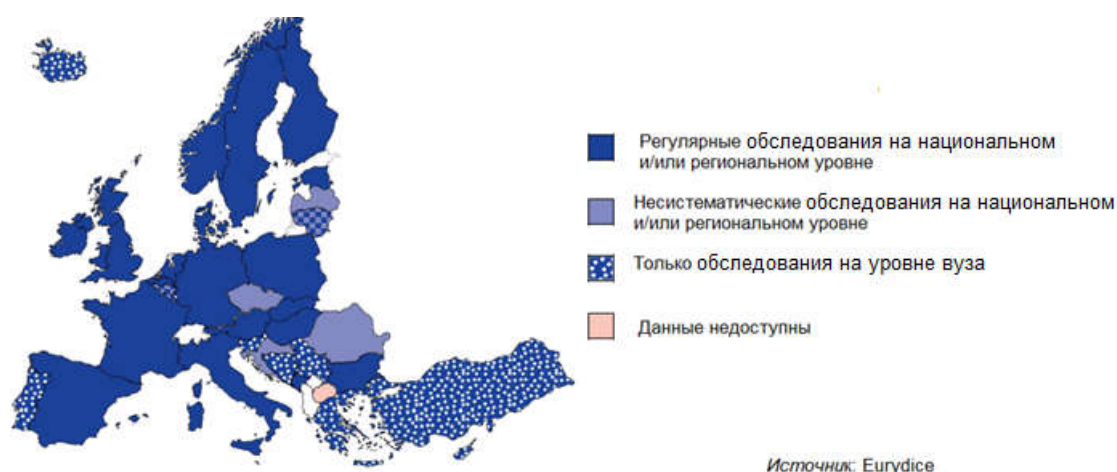 Регулярные обследования на национальном
и/или региональном уровне
Несистематические обследования на национальном
и/или региональном уровне
Только обследования на уровне вуза
Данные недоступны
Источник: Eurydice